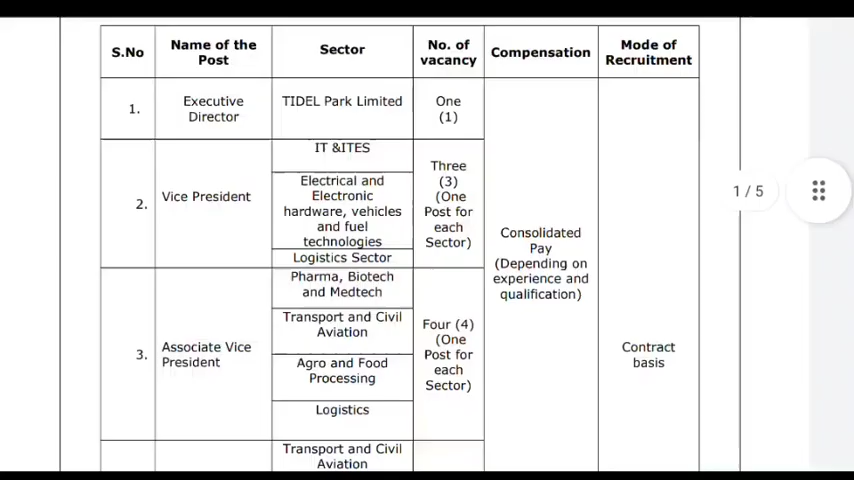 S.No
Name of the
Post
Sector
No. of
vacancy
Compensation
Mode of
Recruitment
1.
Executive
Director
TIDEL Park Limited
One
(1)
2.
Vice President
IT &ITES
Electrical and
Electronic
hardware, vehicles
and fuel
technologies
Logistics Sector
Three
(3)
(One
Post for
each
Sector)
3.
Associate Vice
President
Pharma, Biotech
and Medtech
Transport and Civil
Aviation
Agro and Food
Processing
Logistics
Four (4)
(One
Post for
each
Sector)
Consolidated
Pay
(Depending on
experience and
qualification)
Contract
basis
Transport and Civil
Aviation
1 / 5